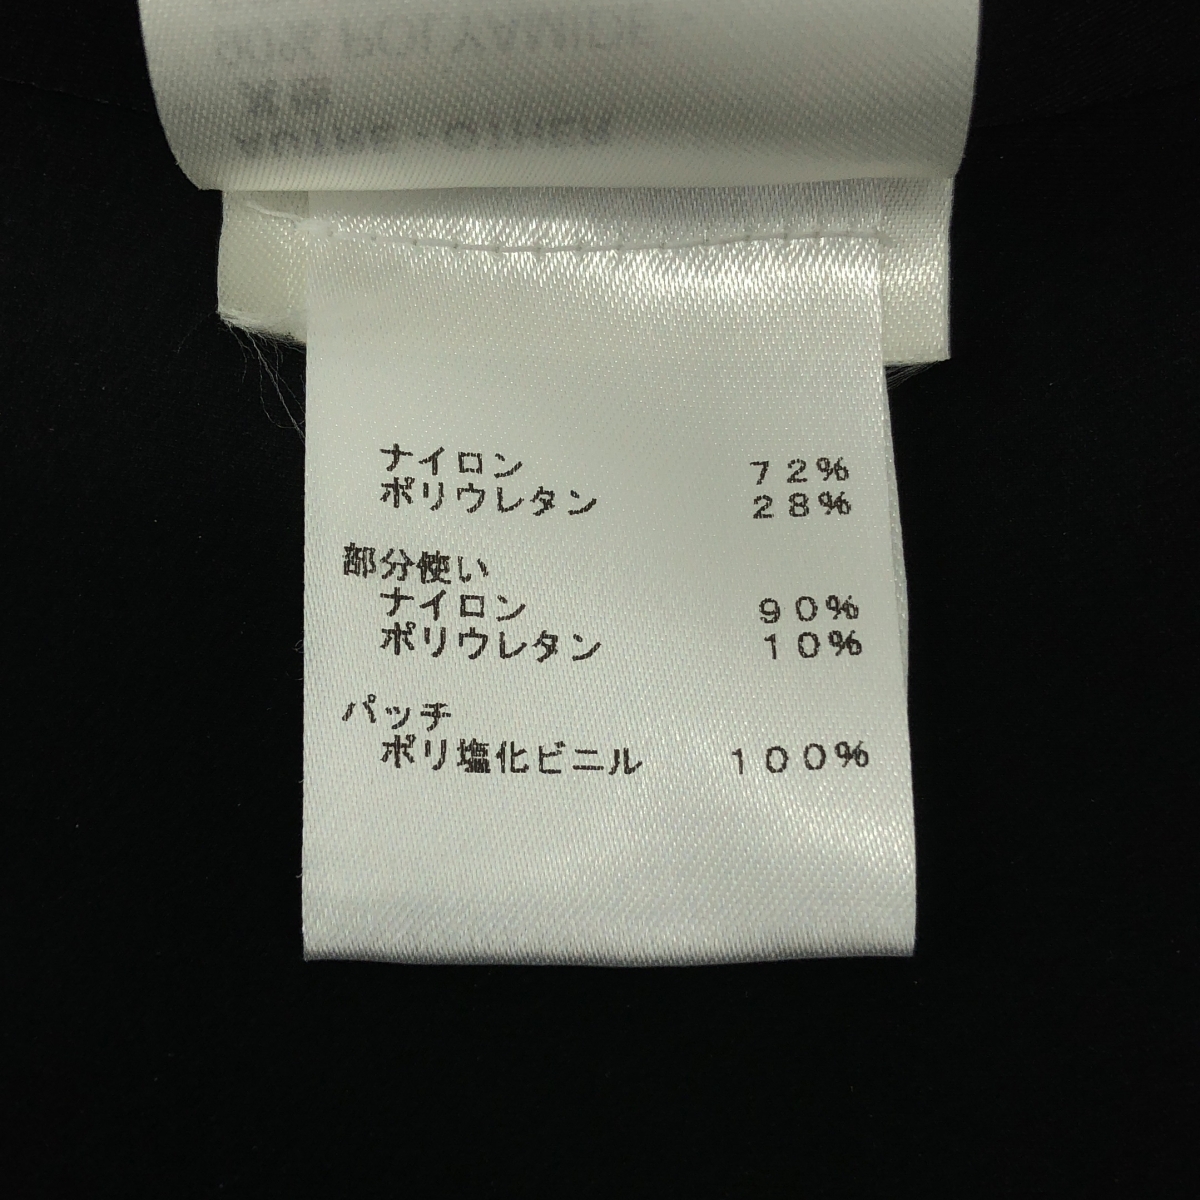 ナイロン 72%
ポリウレタン 28%
部分使い
ナイロン 90%
ポリウレタン 10%
パッチ
ポリ塩化ビニル 100%